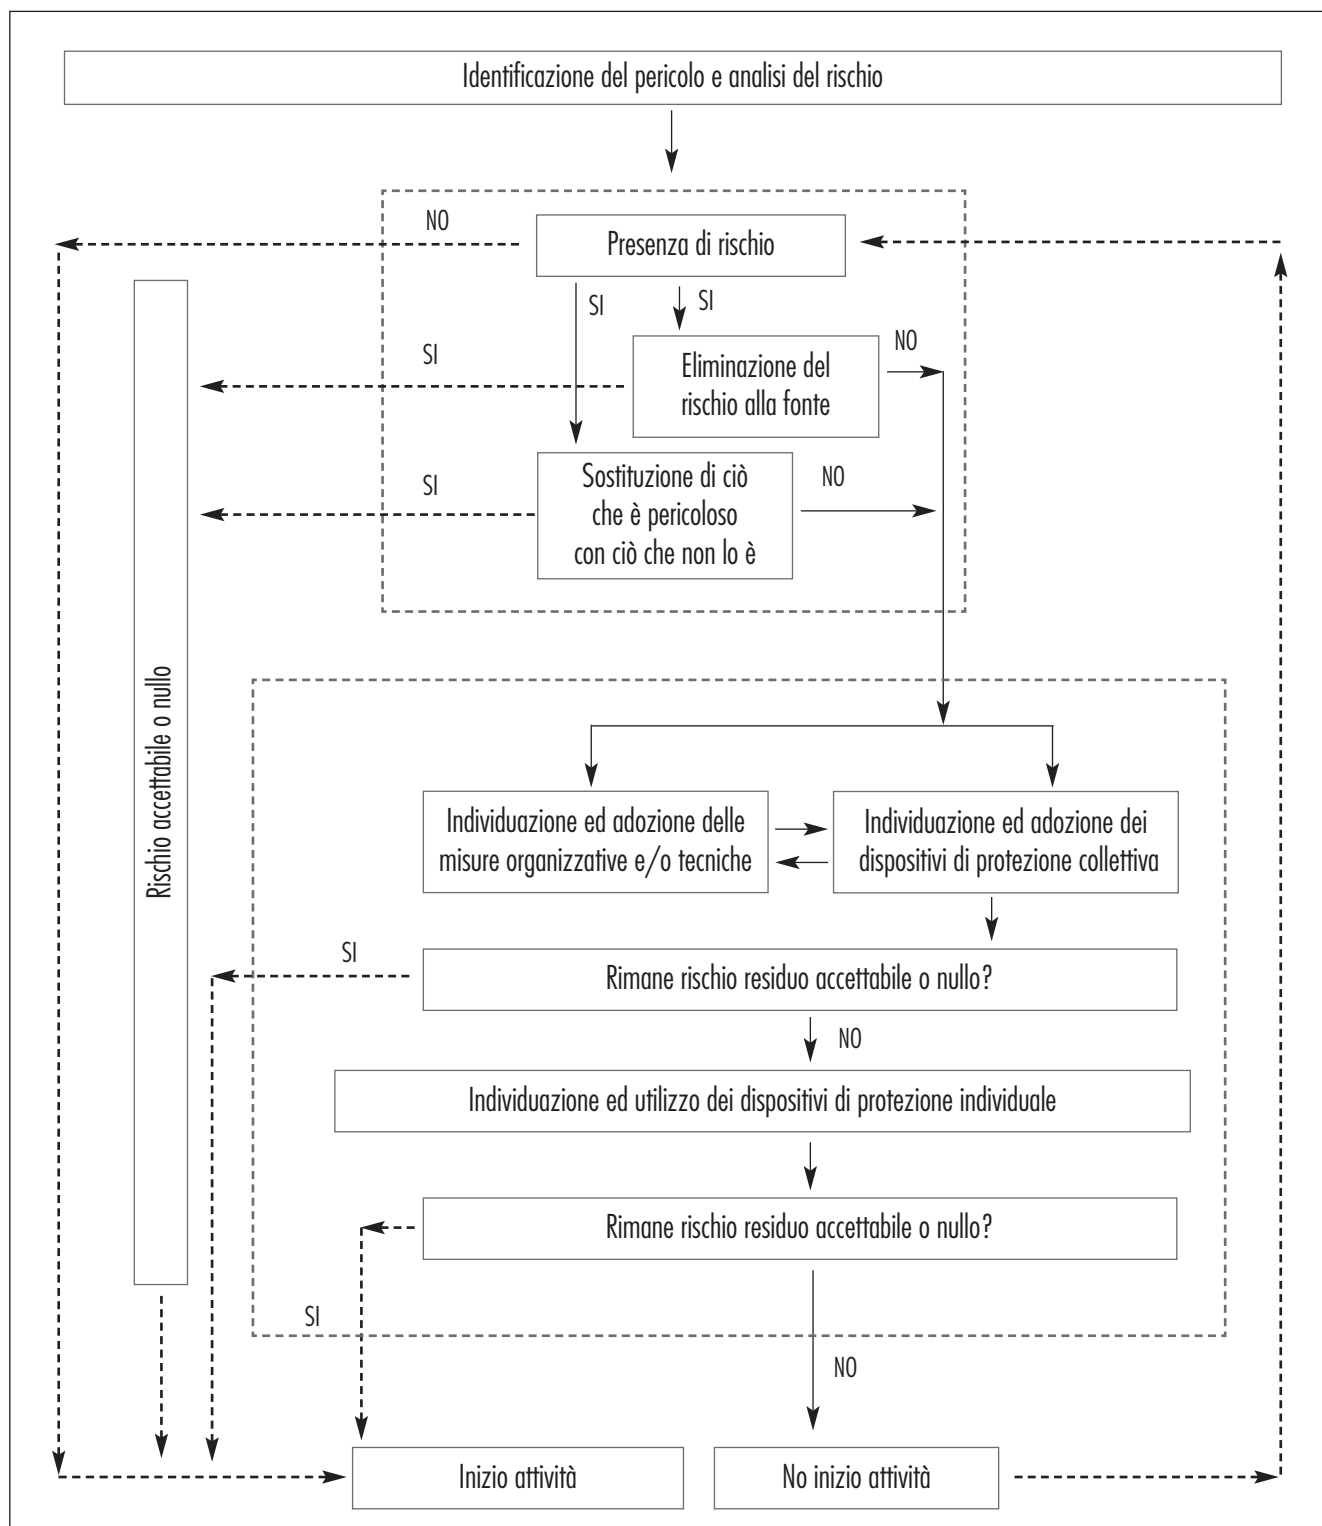 Identificazione del pericolo e analisi del rischio
NO
Presenza di rischio
SI
SI
SI
Eliminazione del
rischio alla fonte
NO
SI
Sostituzione di ciò
che è pericoloso
con ciò che non lo è
NO
Rischio accettabile o nullo
Individuazione ed adozione delle
misure organizzative e/o tecniche
Individuazione ed adozione dei
dispositivi di protezione collettiva
SI
Rimane rischio residuo accettabile o nullo?
NO
Individuazione ed utilizzo dei dispositivi di protezione individuale
Rimane rischio residuo accettabile o nullo?
SI
NO
Inizio attività
No inizio attività